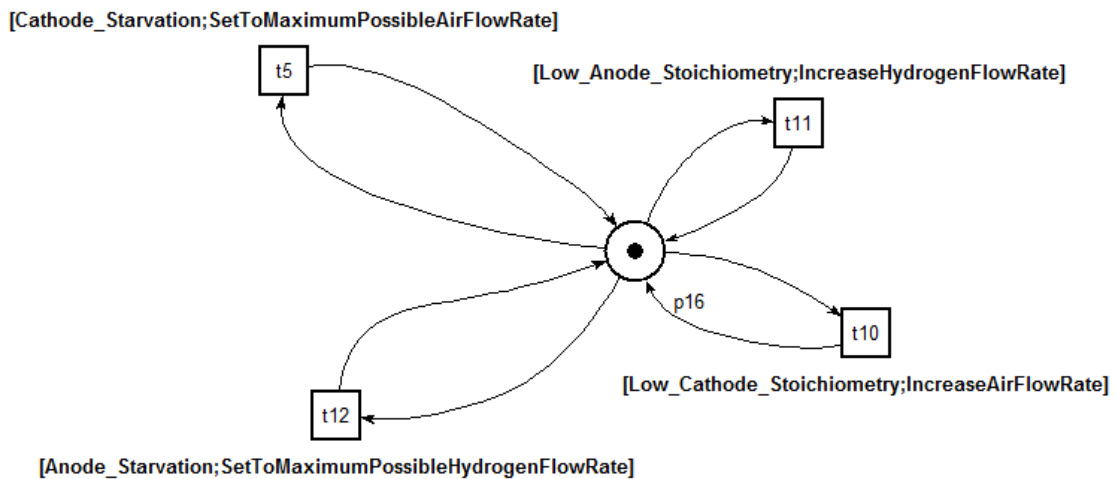 [Cathode_Starvation;SetToMaximumPossibleAirFlowRate]
t5
[Low_Anode_Stoichiometry;IncreaseHydrogenFlowRate]
t11
p16
t10
[Low_Cathode_Stoichiometry;IncreaseAirFlowRate]
t12
[Anode_Starvation;SetToMaximumPossibleHydrogenFlowRate]